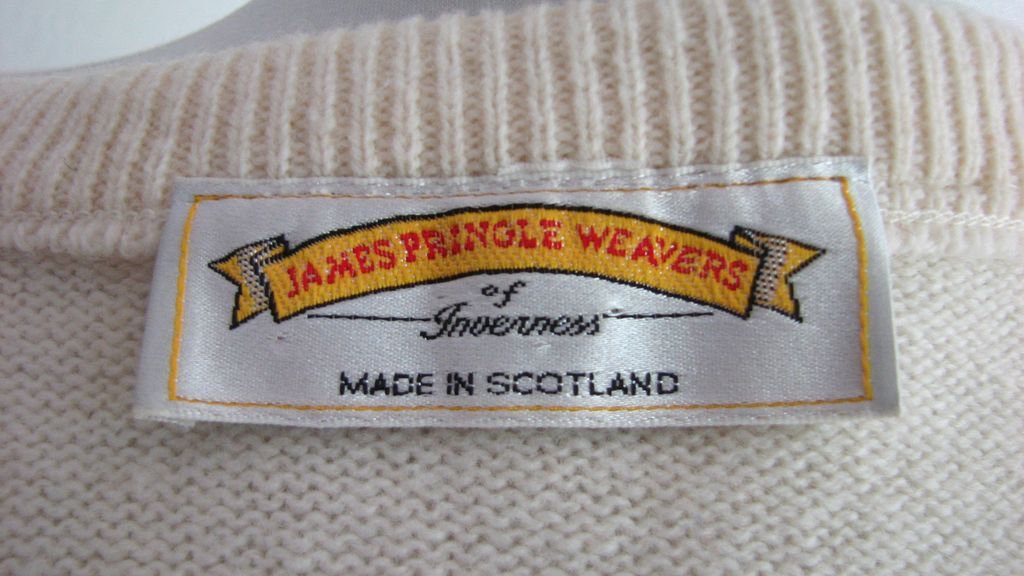 JAMES PRINGLE WEAVERS
of
Inverness
MADE IN SCOTLAND